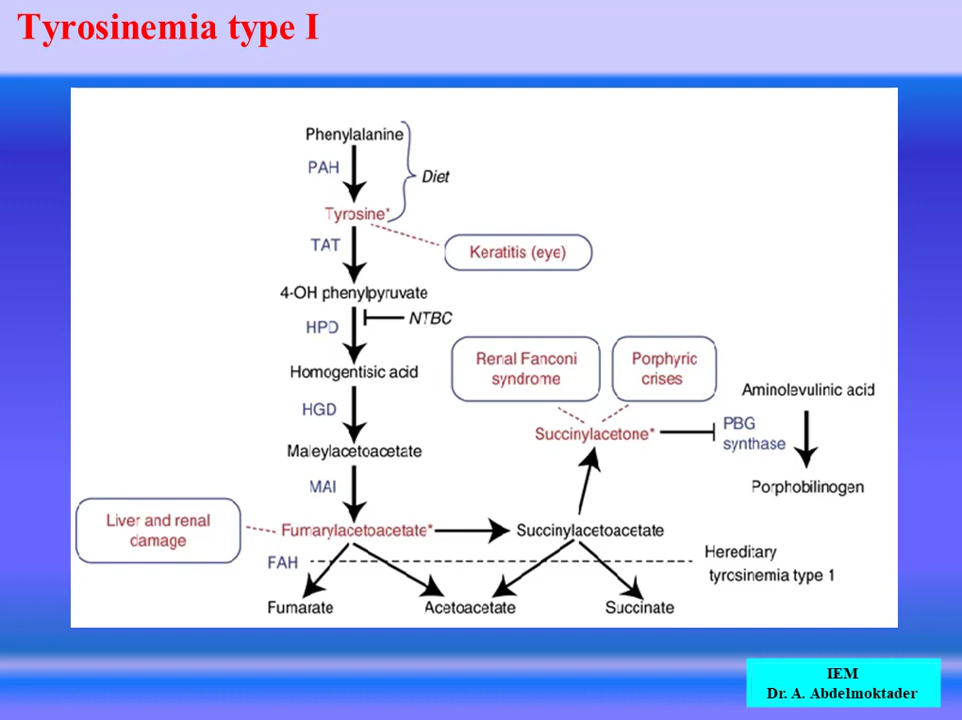 Tyrosinemia type I
Phenylalanine
PAH
Diet
Tyrosine*
TAT
Keratitis (eye)
4-OH phenylpyruvate
HPD
NTBC
Homogentisic acid
Renal Fanconi
syndrome
Porphyric
crises
Aminolevulinic acid
HGD
Succinylacetone*
PBG
synthase
Maleylacetoacetate
MAI
Porphobilinogen
Liver and renal
damage
Fumarylacetoacetate*
Succinylacetoacetate
FAH
Hereditary
tyrcsinemia type 1
Fumarate
Acetoacetate
Succinate
IEM
Dr. A. Abdelmoktader